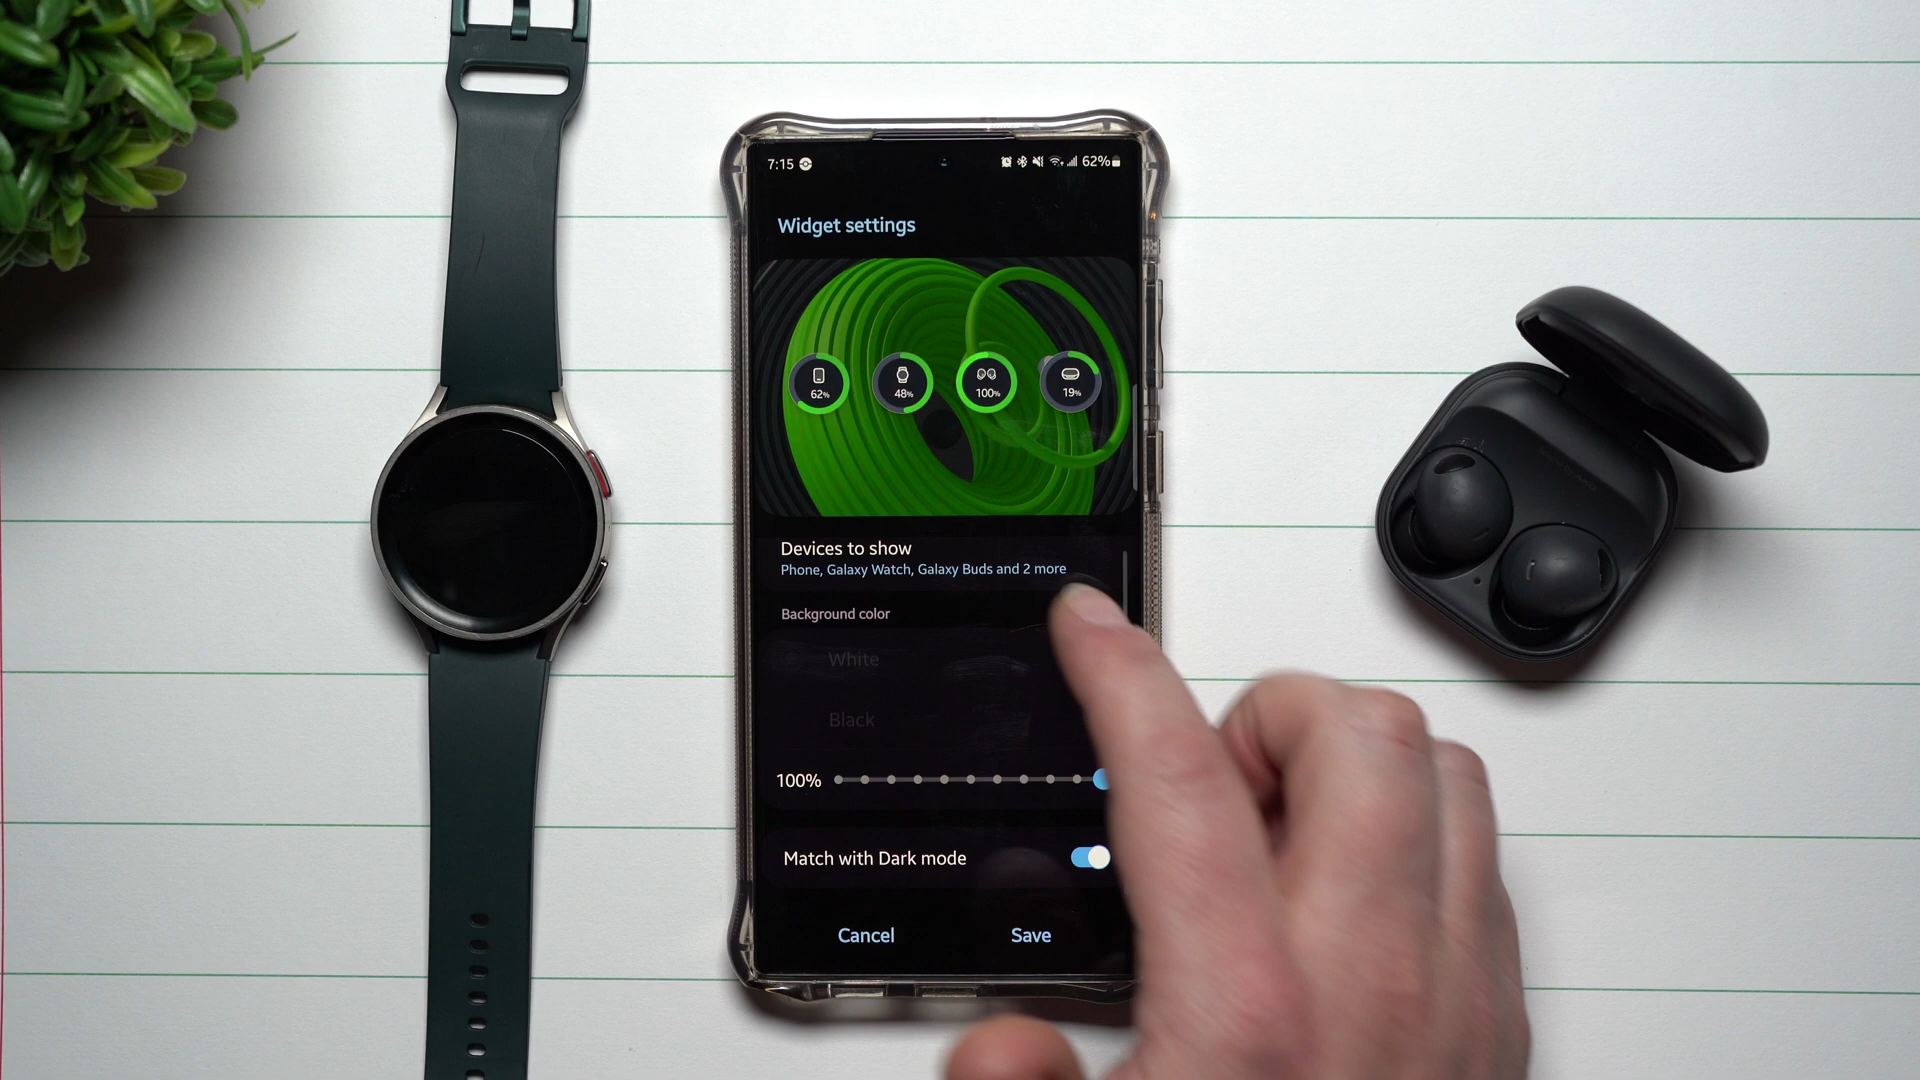 7:15 62%
Widget settings
62% 48% 100% 19%
Devices to show
Phone, Galaxy Watch, Galaxy Buds and 2 more
Background color
White
Black
100%
Match with Dark mode
Cancel Save